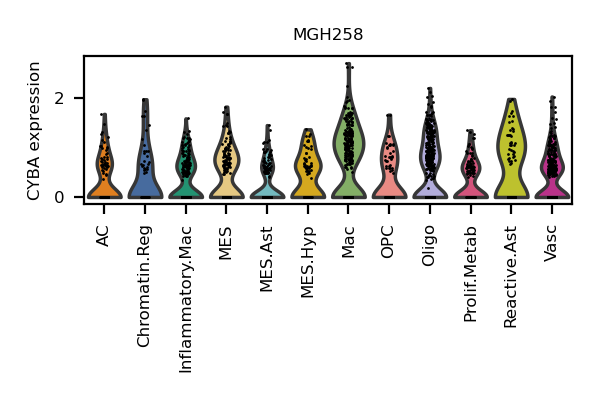 MGH258
CYBA expression
2
0
AC
Chromatin.Reg
Inflammatory.Mac
MES
MES.Ast
MES.Hyp
Mac
OPC
Oligo
Prolif.Metab
Reactive.Ast
Vasc